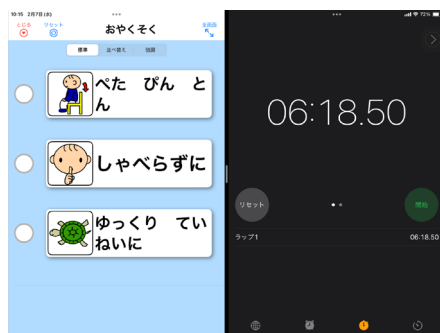 10:15 2月7日(水)
72%
とじる リセット
おやくそく
全画面
標準 並べ替え 強調
ぺた ぴん と
ん
しゃべらずに
ゆっくり てい
ねいに
06:18.50
リセット
開始
ラップ1 06:18.50